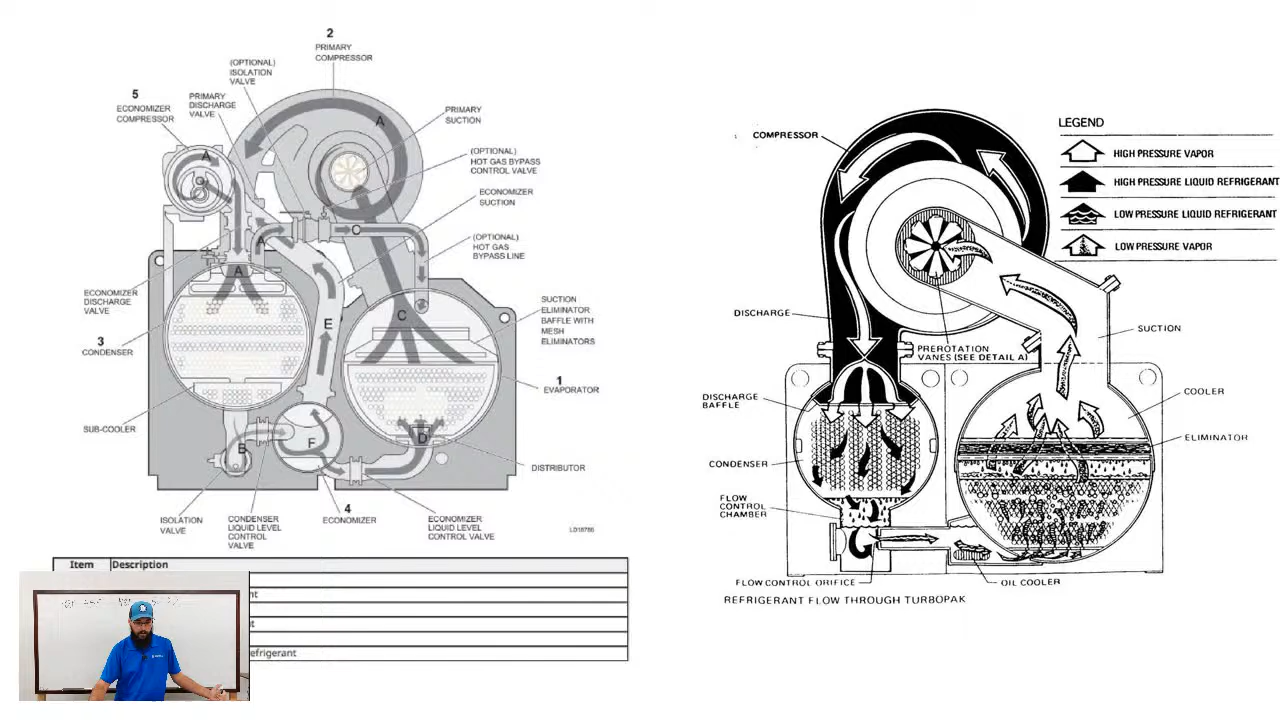 2
PRIMARY
COMPRESSOR
(OPTIONAL)
ISOLATION
VALVE
5
ECONOMIZER
COMPRESSOR
PRIMARY
DISCHARGE
VALVE
PRIMARY
SUCTION
(OPTIONAL)
HOT GAS BYPASS
CONTROL VALVE
ECONOMIZER
SUCTION
(OPTIONAL)
HOT GAS
BYPASS LINE
SUCTION
ELIMINATOR
BAFFLE WITH
MESH
ELIMINATORS
1
EVAPORATOR
ECONOMIZER
DISCHARGE
VALVE
3
CONDENSER
SUB-COOLER
DISTRIBUTOR
A
A
A
A
C
C
E
B
F
D
ISOLATION
VALVE
CONDENSER
LIQUID LEVEL
CONTROL
VALVE
4
ECONOMIZER
ECONOMIZER
LIQUID LEVEL
CONTROL VALVE
LD18786
Item Description
efrigerant
COMPRESSOR
LEGEND
HIGH PRESSURE VAPOR
HIGH PRESSURE LIQUID REFRIGERANT
LOW PRESSURE LIQUID REFRIGERANT
LOW PRESSURE VAPOR
DISCHARGE
PREROTATION
VANES (SEE DETAIL A)
SUCTION
DISCHARGE
BAFFLE
COOLER
ELIMINATOR
CONDENSER
FLOW
CONTROL
CHAMBER
FLOW CONTROL ORIFICE
OIL COOLER
REFRIGERANT FLOW THROUGH TURBOPAK